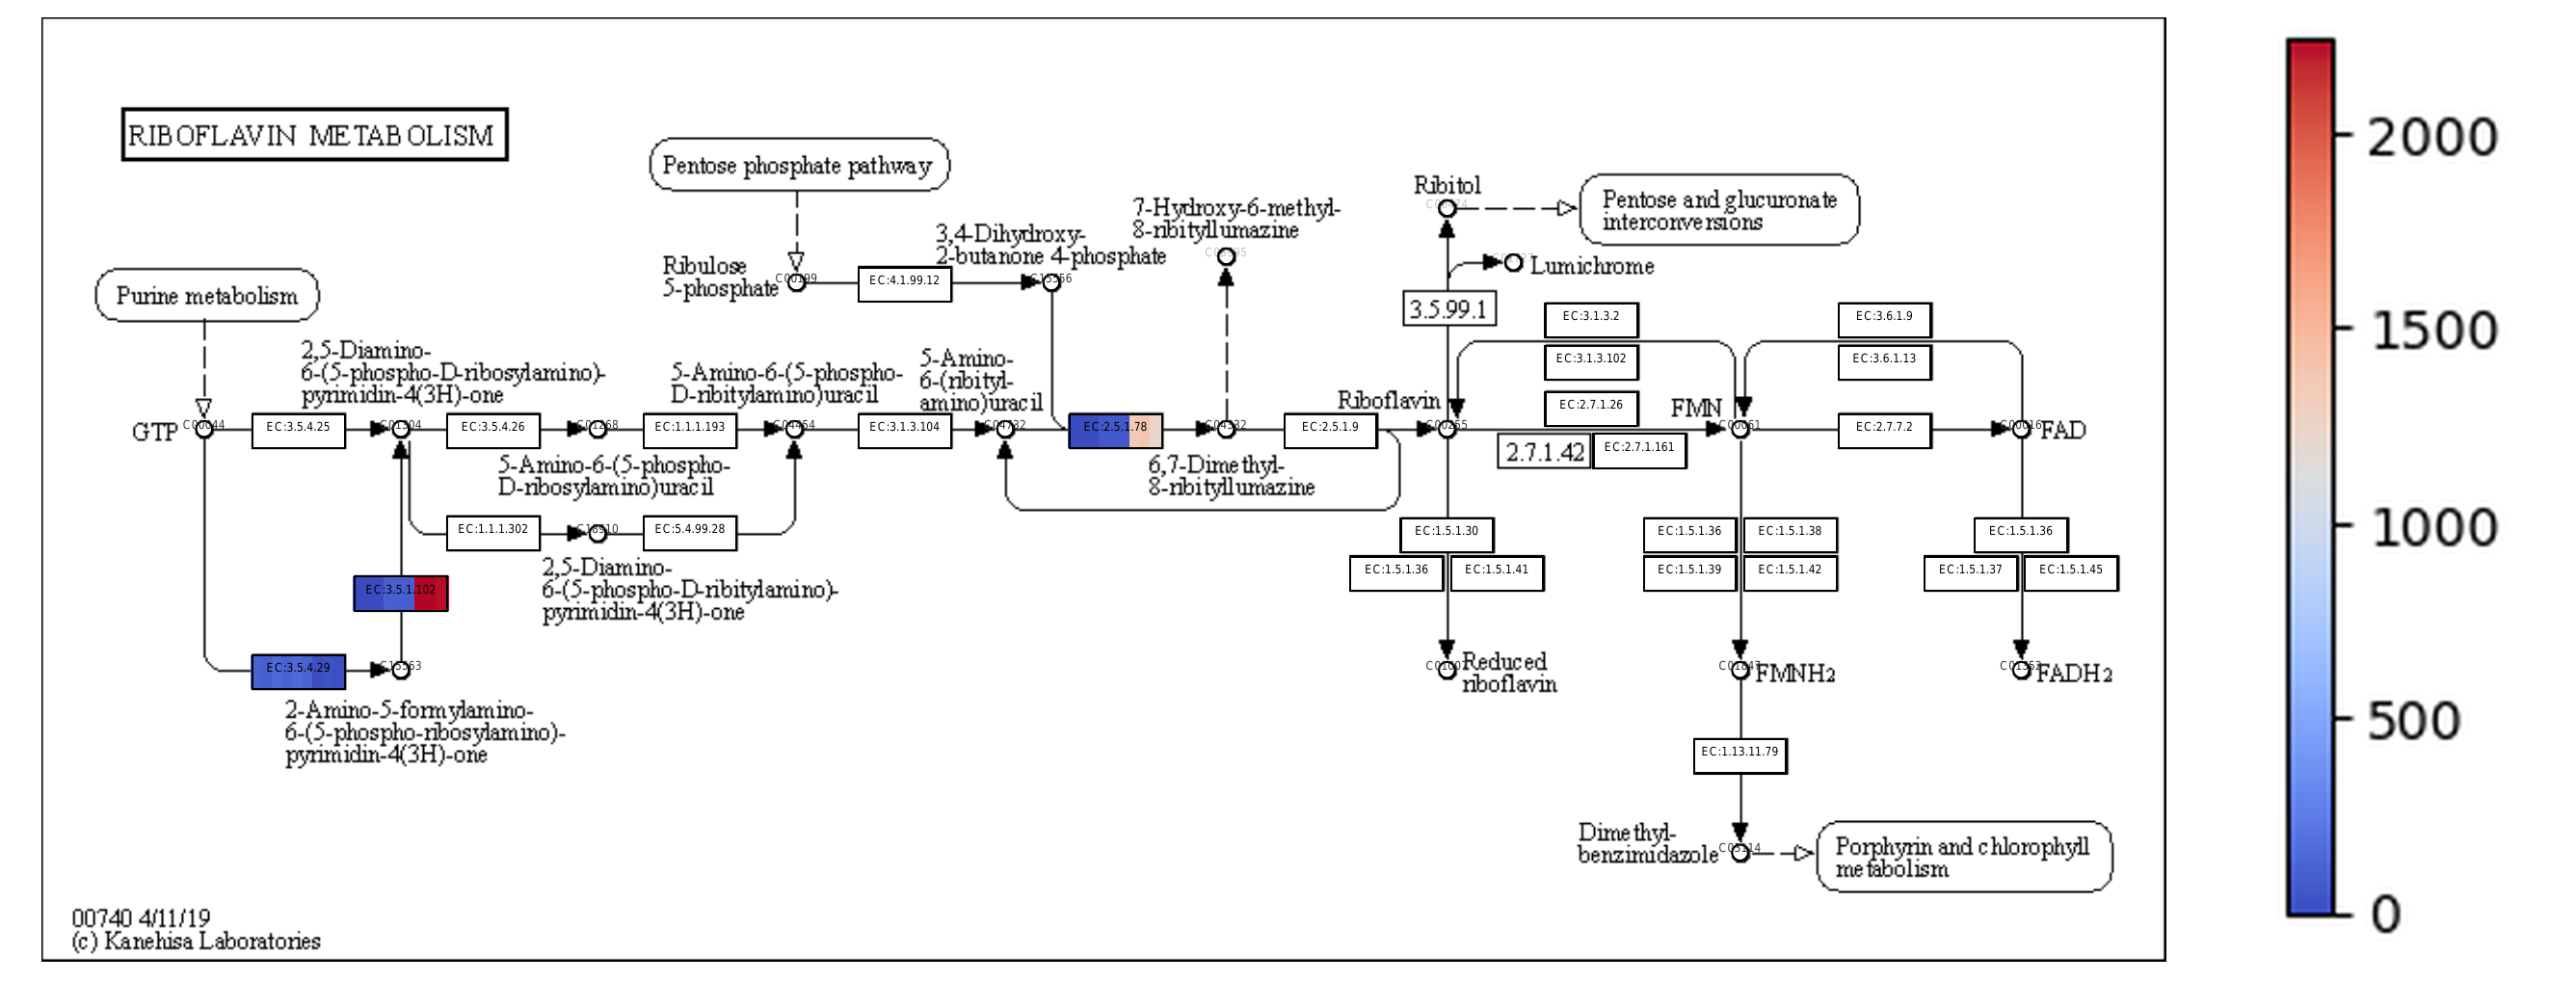 RIBOFLAVIN METABOLISM
Pentose phosphate pathway
Ribitol
Pentose and glucuronate
interconversions
7-Hydroxy-6-methyl-
8-ribityllumazine
3,4-Dihydroxy-
2-butanone 4-phosphate
Ribulose
5-phosphate
C00199
EC:4.1.99.12
Lumichrome
Purine metabolism
3.5.99.1
EC:3.1.3.2
EC:3.6.1.9
2,5-Diamino-
6-(5-phospho-D-ribosylamino)-
pyrimidin-4(3H)-one
5-Amino-6-(5-phospho-
D-ribitylamino)uracil
5-Amino-
6-(ribityl-
amino)uracil
EC:3.1.3.102
EC:3.6.1.13
Riboflavin
EC:2.7.1.26
FMN
GTP
C00044
EC:3.5.4.25
C01304
EC:3.5.4.26
C01268
EC:1.1.1.193
C04454
EC:3.1.3.104
C04732
EC:2.5.1.78
C04332
EC:2.5.1.9
C00255
C00061
EC:2.7.7.2
C00016
FAD
2.7.1.42
EC:2.7.1.161
5-Amino-6-(5-phospho-
D-ribosylamino)uracil
6,7-Dimethyl-
8-ribityllumazine
EC:1.1.1.302
C18910
EC:5.4.99.28
EC:1.5.1.30
EC:1.5.1.36
EC:1.5.1.38
EC:1.5.1.36
2,5-Diamino-
6-(5-phospho-D-ribitylamino)-
pyrimidin-4(3H)-one
EC:1.5.1.36
EC:1.5.1.41
EC:1.5.1.39
EC:1.5.1.42
EC:1.5.1.37
EC:1.5.1.45
EC:3.5.1.102
EC:3.5.4.29
C15563
2-Amino-5-formylamino-
6-(5-phospho-ribosylamino)-
pyrimidin-4(3H)-one
C01007
Reduced
riboflavin
C01847
FMNH2
C01352
FADH2
EC:1.13.11.79
Dimethyl-
benzimidazole
C03114
Porphyrin and chlorophyll
metabolism
00740 4/11/19
(c) Kanehisa Laboratories
2000
1500
1000
500
0